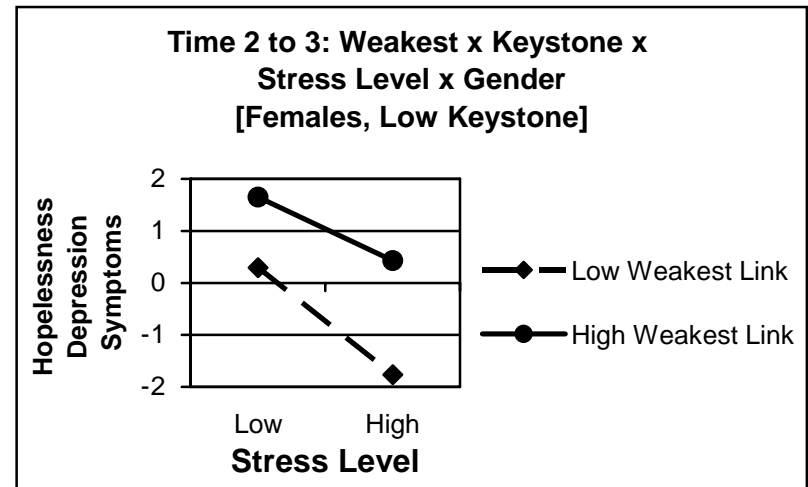 Time 2 to 3: Weakest x Keystone x
Stress Level x Gender
[Females, Low Keystone]
Hopelessness
Depression
Symptoms
2
1
0
-1
-2
Low
High
Stress Level
Low Weakest Link
High Weakest Link